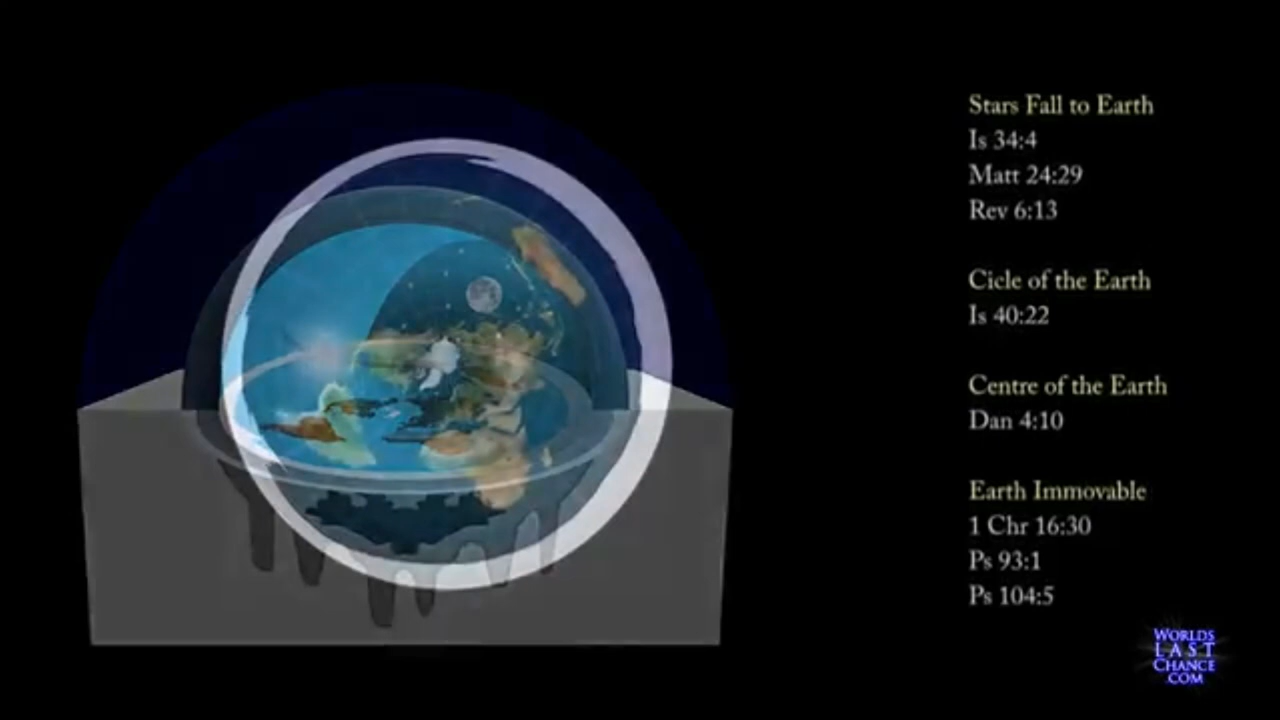 Stars Fall to Earth
Is 34:4
Matt 24:29
Rev 6:13
Cicle of the Earth
Is 40:22
Centre of the Earth
Dan 4:10
Earth Immovable
1 Chr 16:30
Ps 93:1
Ps 104:5
WORLDS
LAST
CHANCE
.COM